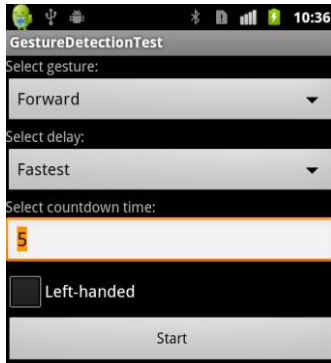 10:36
GestureDetectionTest
Select gesture:
Forward
Select delay:
Fastest
Select countdown time:
5
Left-handed
Start